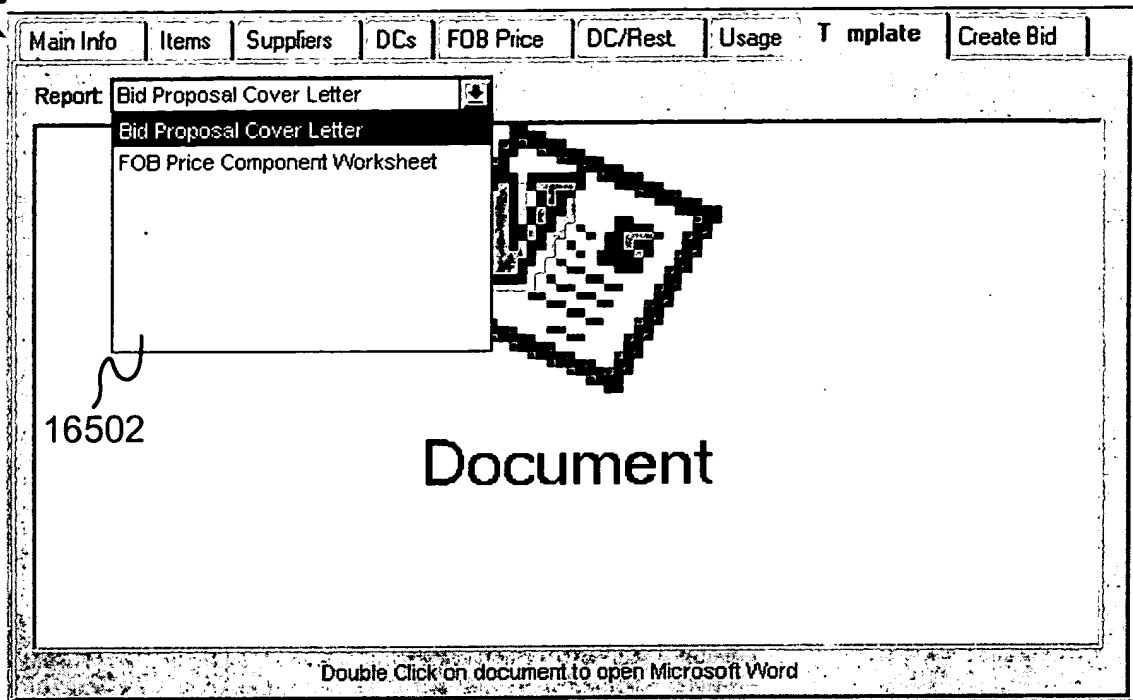 Main Info Items Suppliers DCs FOB Price DC/Rest. Usage T mplate Create Bid
Report: Bid Proposal Cover Letter
Bid Proposal Cover Letter
FOB Price Component Worksheet
16502
Document
Double Click on document to open Microsoft Word